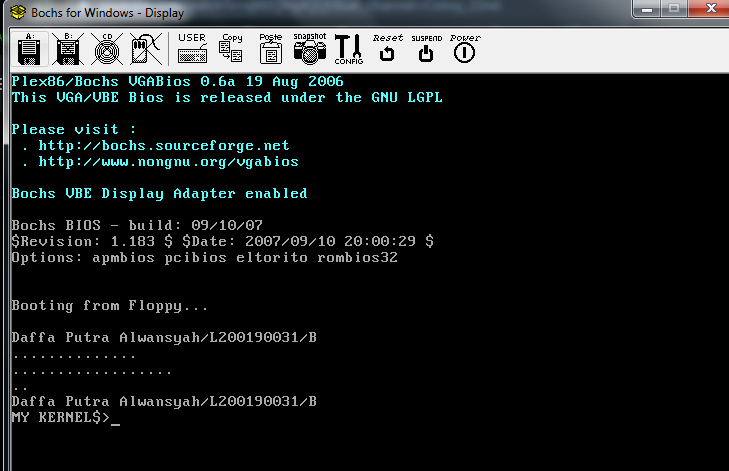 Bochs for Windows - Display
A: B: CD USER Copy Paste snapshot CONFIG Reset SUSPEND Power
Plex86/Bochs VGABios 0.6a 19 Aug 2006
This VGA/VBE Bios is released under the GNU LGPL
Please visit :
. http://bochs.sourceforge.net
. http://www.nongnu.org/vgabios
Bochs VBE Display Adapter enabled
Bochs BIOS - build: 09/10/07
$Revision: 1.183 $ $Date: 2007/09/10 20:00:29 $
Options: apmbios pcibios eltorito rombios32
Booting from Floppy...
Daffa Putra Alwansyah/L200190031/B
..............
..................
..
Daffa Putra Alwansyah/L200190031/B
MY KERNEL$>_